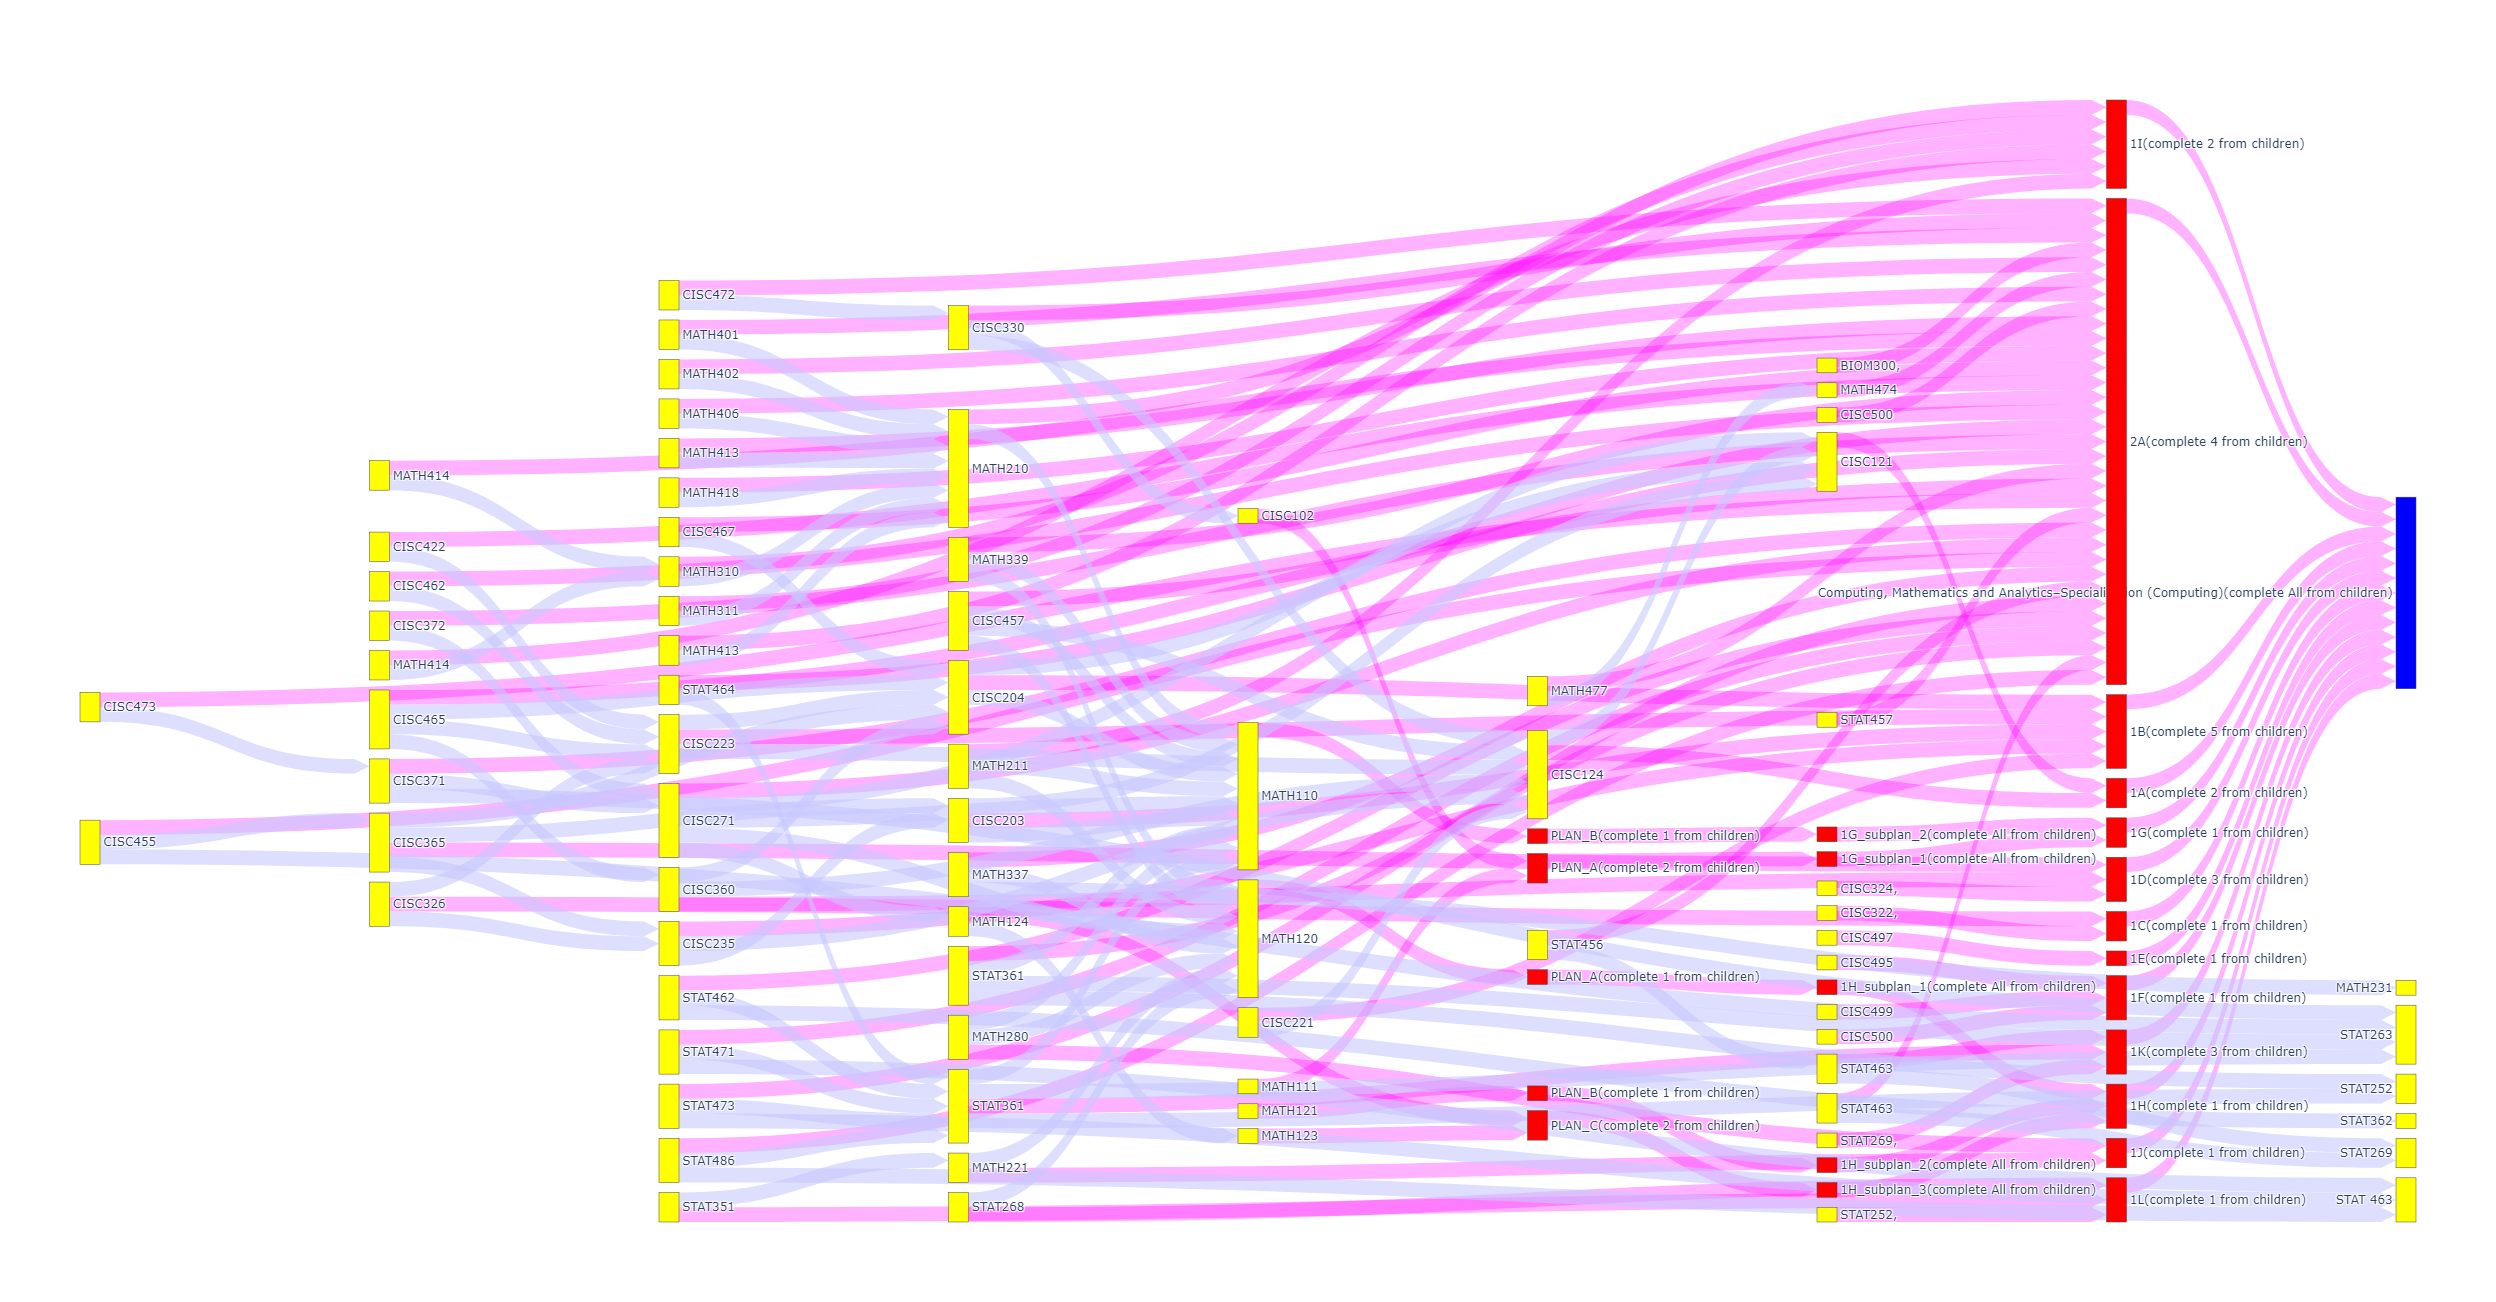 CISC473
CISC455
MATH414
CISC422
CISC462
CISC372
MATH414
CISC465
CISC371
CISC365
CISC326
CISC472
MATH401
MATH402
MATH406
MATH413
MATH418
CISC467
MATH310
MATH311
MATH413
STAT464
CISC223
CISC271
CISC360
CISC235
STAT462
STAT471
STAT473
STAT486
STAT351
CISC330
MATH210
MATH339
CISC457
CISC204
MATH211
CISC203
MATH337
MATH124
STAT361
MATH280
STAT361
MATH221
STAT268
CISC102
MATH110
MATH120
CISC221
MATH111
MATH121
MATH123
MATH477
CISC124
PLAN_B(complete 1 from children)
PLAN_A(complete 2 from children)
STAT456
PLAN_A(complete 1 from children)
PLAN_B(complete 1 from children)
PLAN_C(complete 2 from children)
BIOM300,
MATH474
CISC500
CISC121
STAT457
1G_subplan_2(complete All from children)
1G_subplan_1(complete All from children)
CISC324,
CISC322,
CISC497
CISC495
1H_subplan_1(complete All from children)
CISC499
CISC500
STAT463
STAT463
STAT269,
1H_subplan_2(complete All from children)
1H_subplan_3(complete All from children)
STAT252,
1I(complete 2 from children)
2A(complete 4 from children)
1B(complete 5 from children)
1A(complete 2 from children)
1G(complete 1 from children)
1D(complete 3 from children)
1C(complete 1 from children)
1E(complete 1 from children)
1F(complete 1 from children)
1K(complete 3 from children)
1H(complete 1 from children)
1J(complete 1 from children)
1L(complete 1 from children)
Computing, Mathematics and Analytics–Specialization (Computing)(complete All from children)
MATH231
STAT263
STAT252
STAT362
STAT269
STAT 463